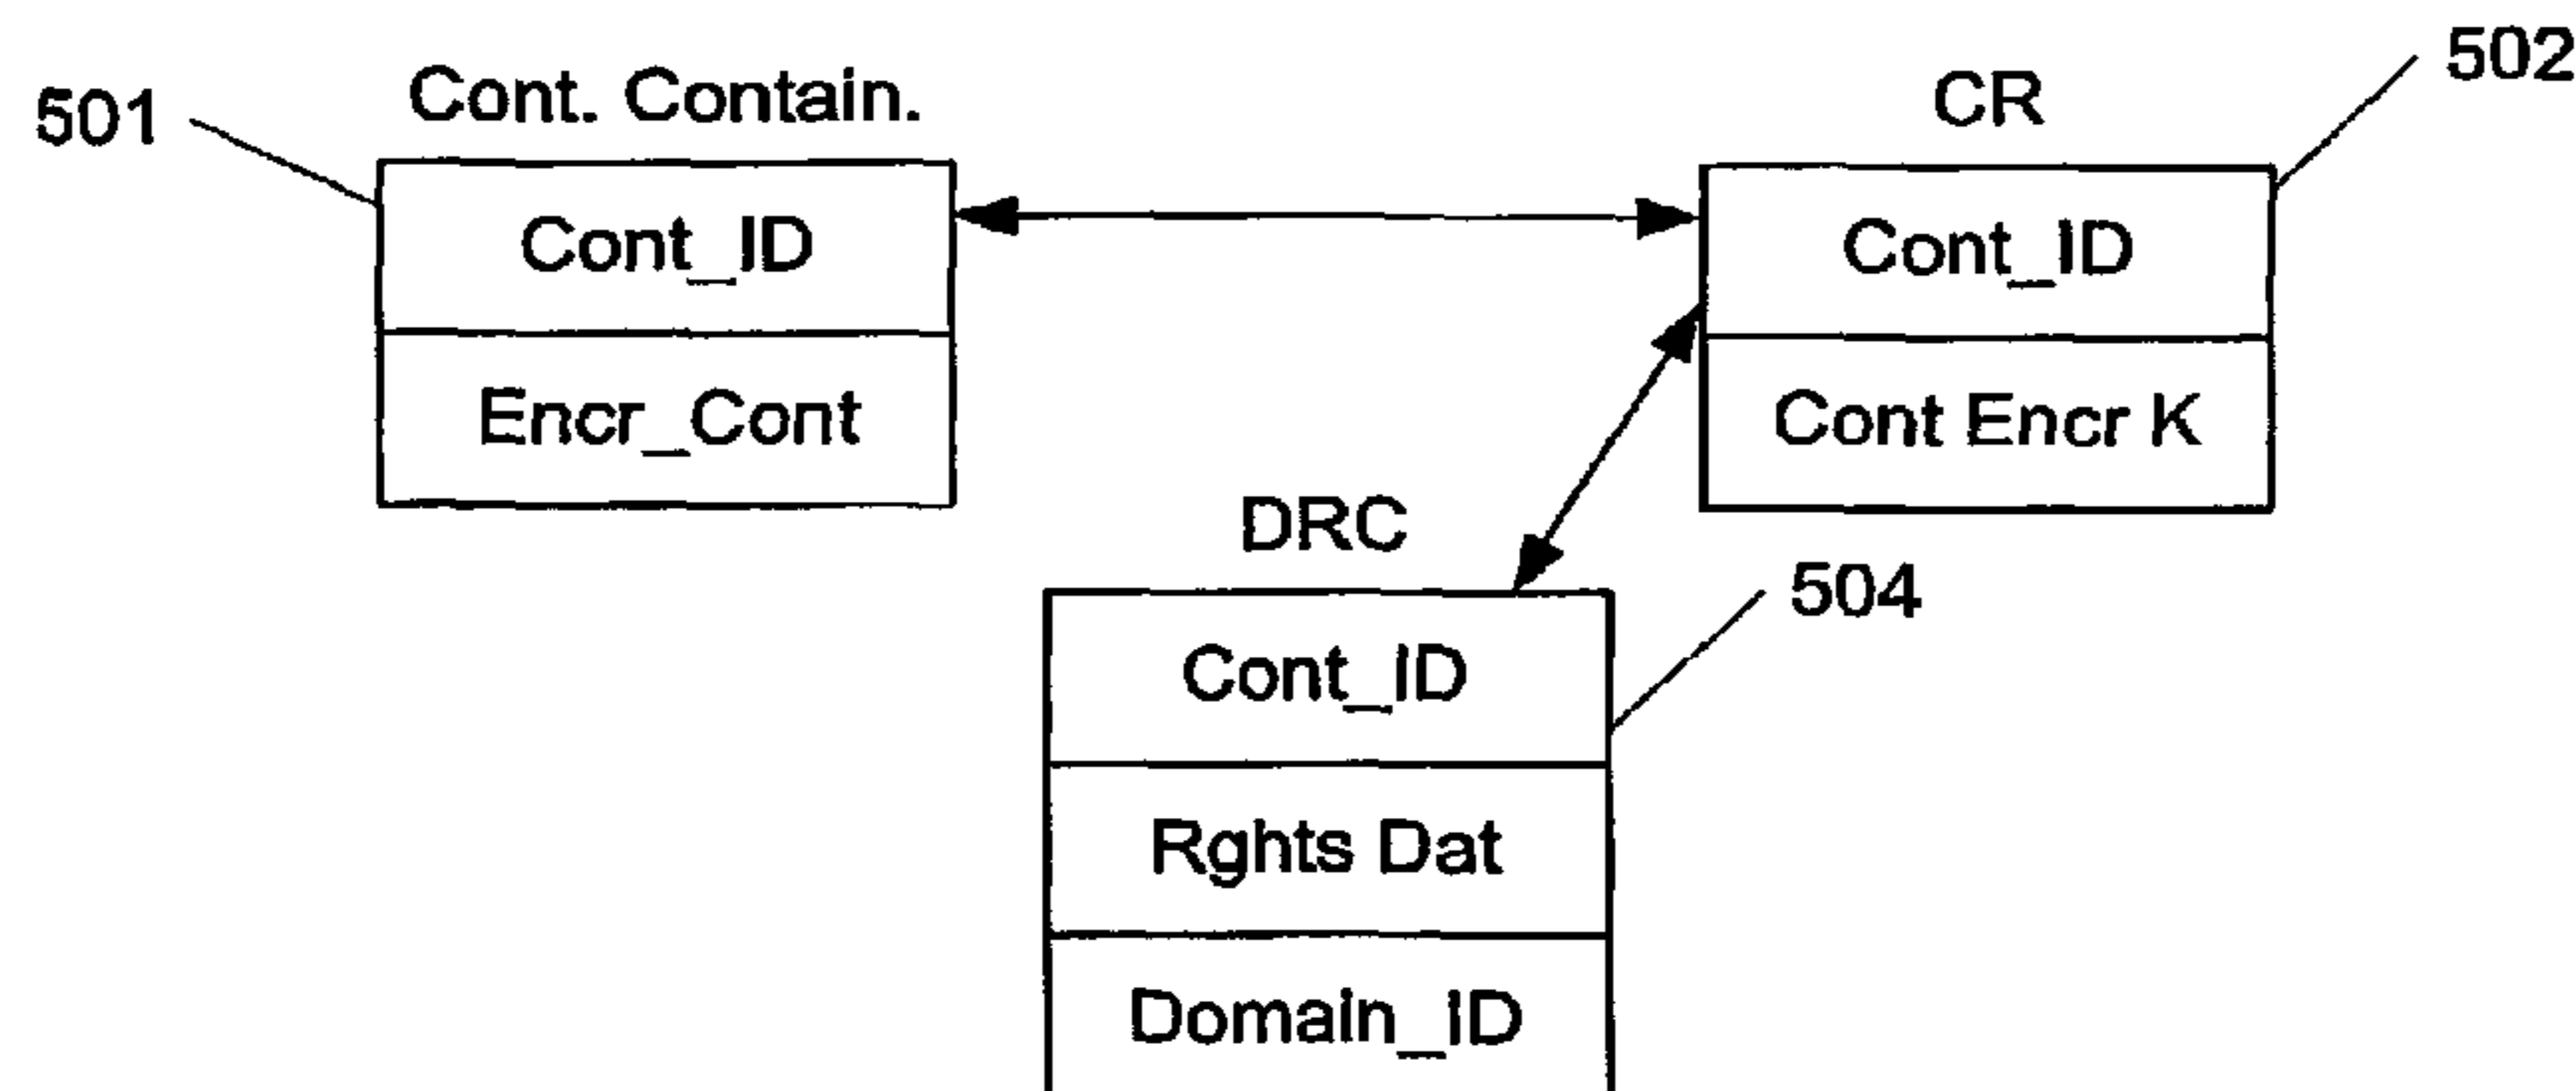 501
Cont. Contain.
Cont_ID
Encr_Cont
CR
502
Cont_ID
Cont Encr K
DRC
504
Cont_ID
Rghts Dat
Domain_ID